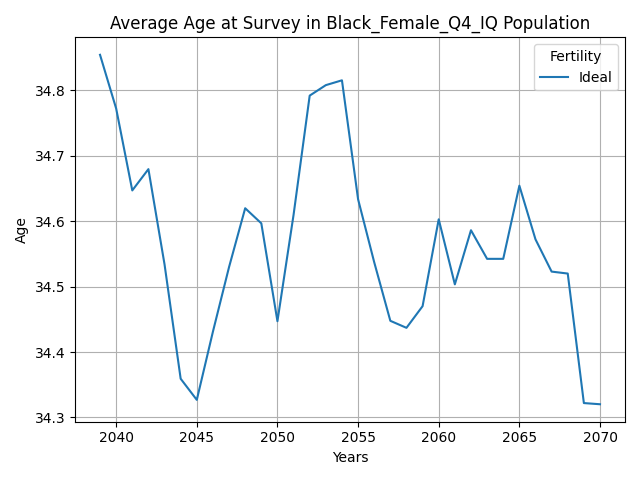 Average Age at Survey in Black_Female_Q4_IQ Population
Fertility
Ideal
Age
34.8
34.7
34.6
34.5
34.4
34.3
2040 2045 2050 2055 2060 2065 2070
Years